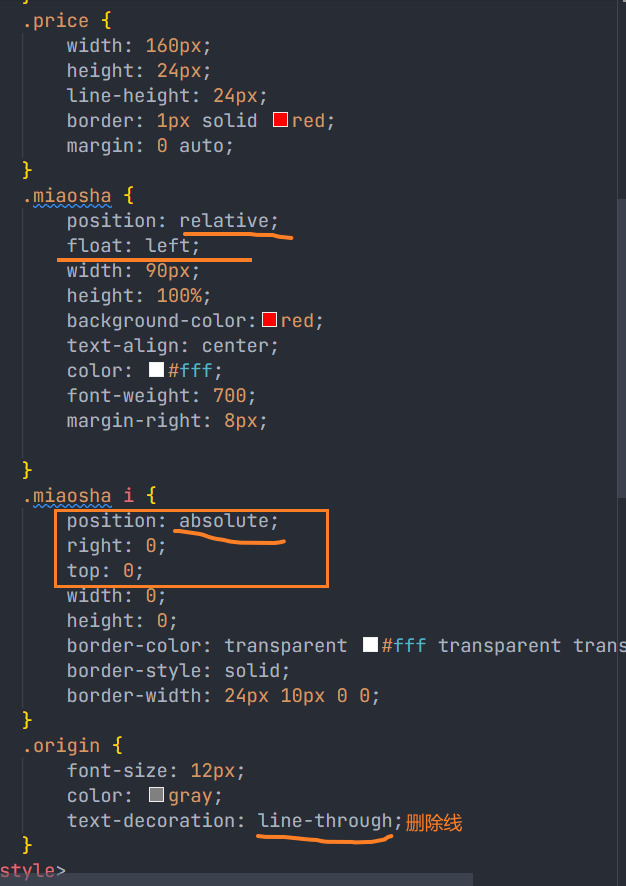 }
.price {
width: 160px;
height: 24px;
line-height: 24px;
border: 1px solid red;
margin: 0 auto;
}
.miaosha {
position: relative;
float: left;
width: 90px;
height: 100%;
background-color: red;
text-align: center;
color: #fff;
font-weight: 700;
margin-right: 8px;
}
.miaosha i {
position: absolute;
right: 0;
top: 0;
width: 0;
height: 0;
border-color: transparent #fff transparent trans
border-style: solid;
border-width: 24px 10px 0 0;
}
.origin {
font-size: 12px;
color: gray;
text-decoration: line-through;删除线
}
style>